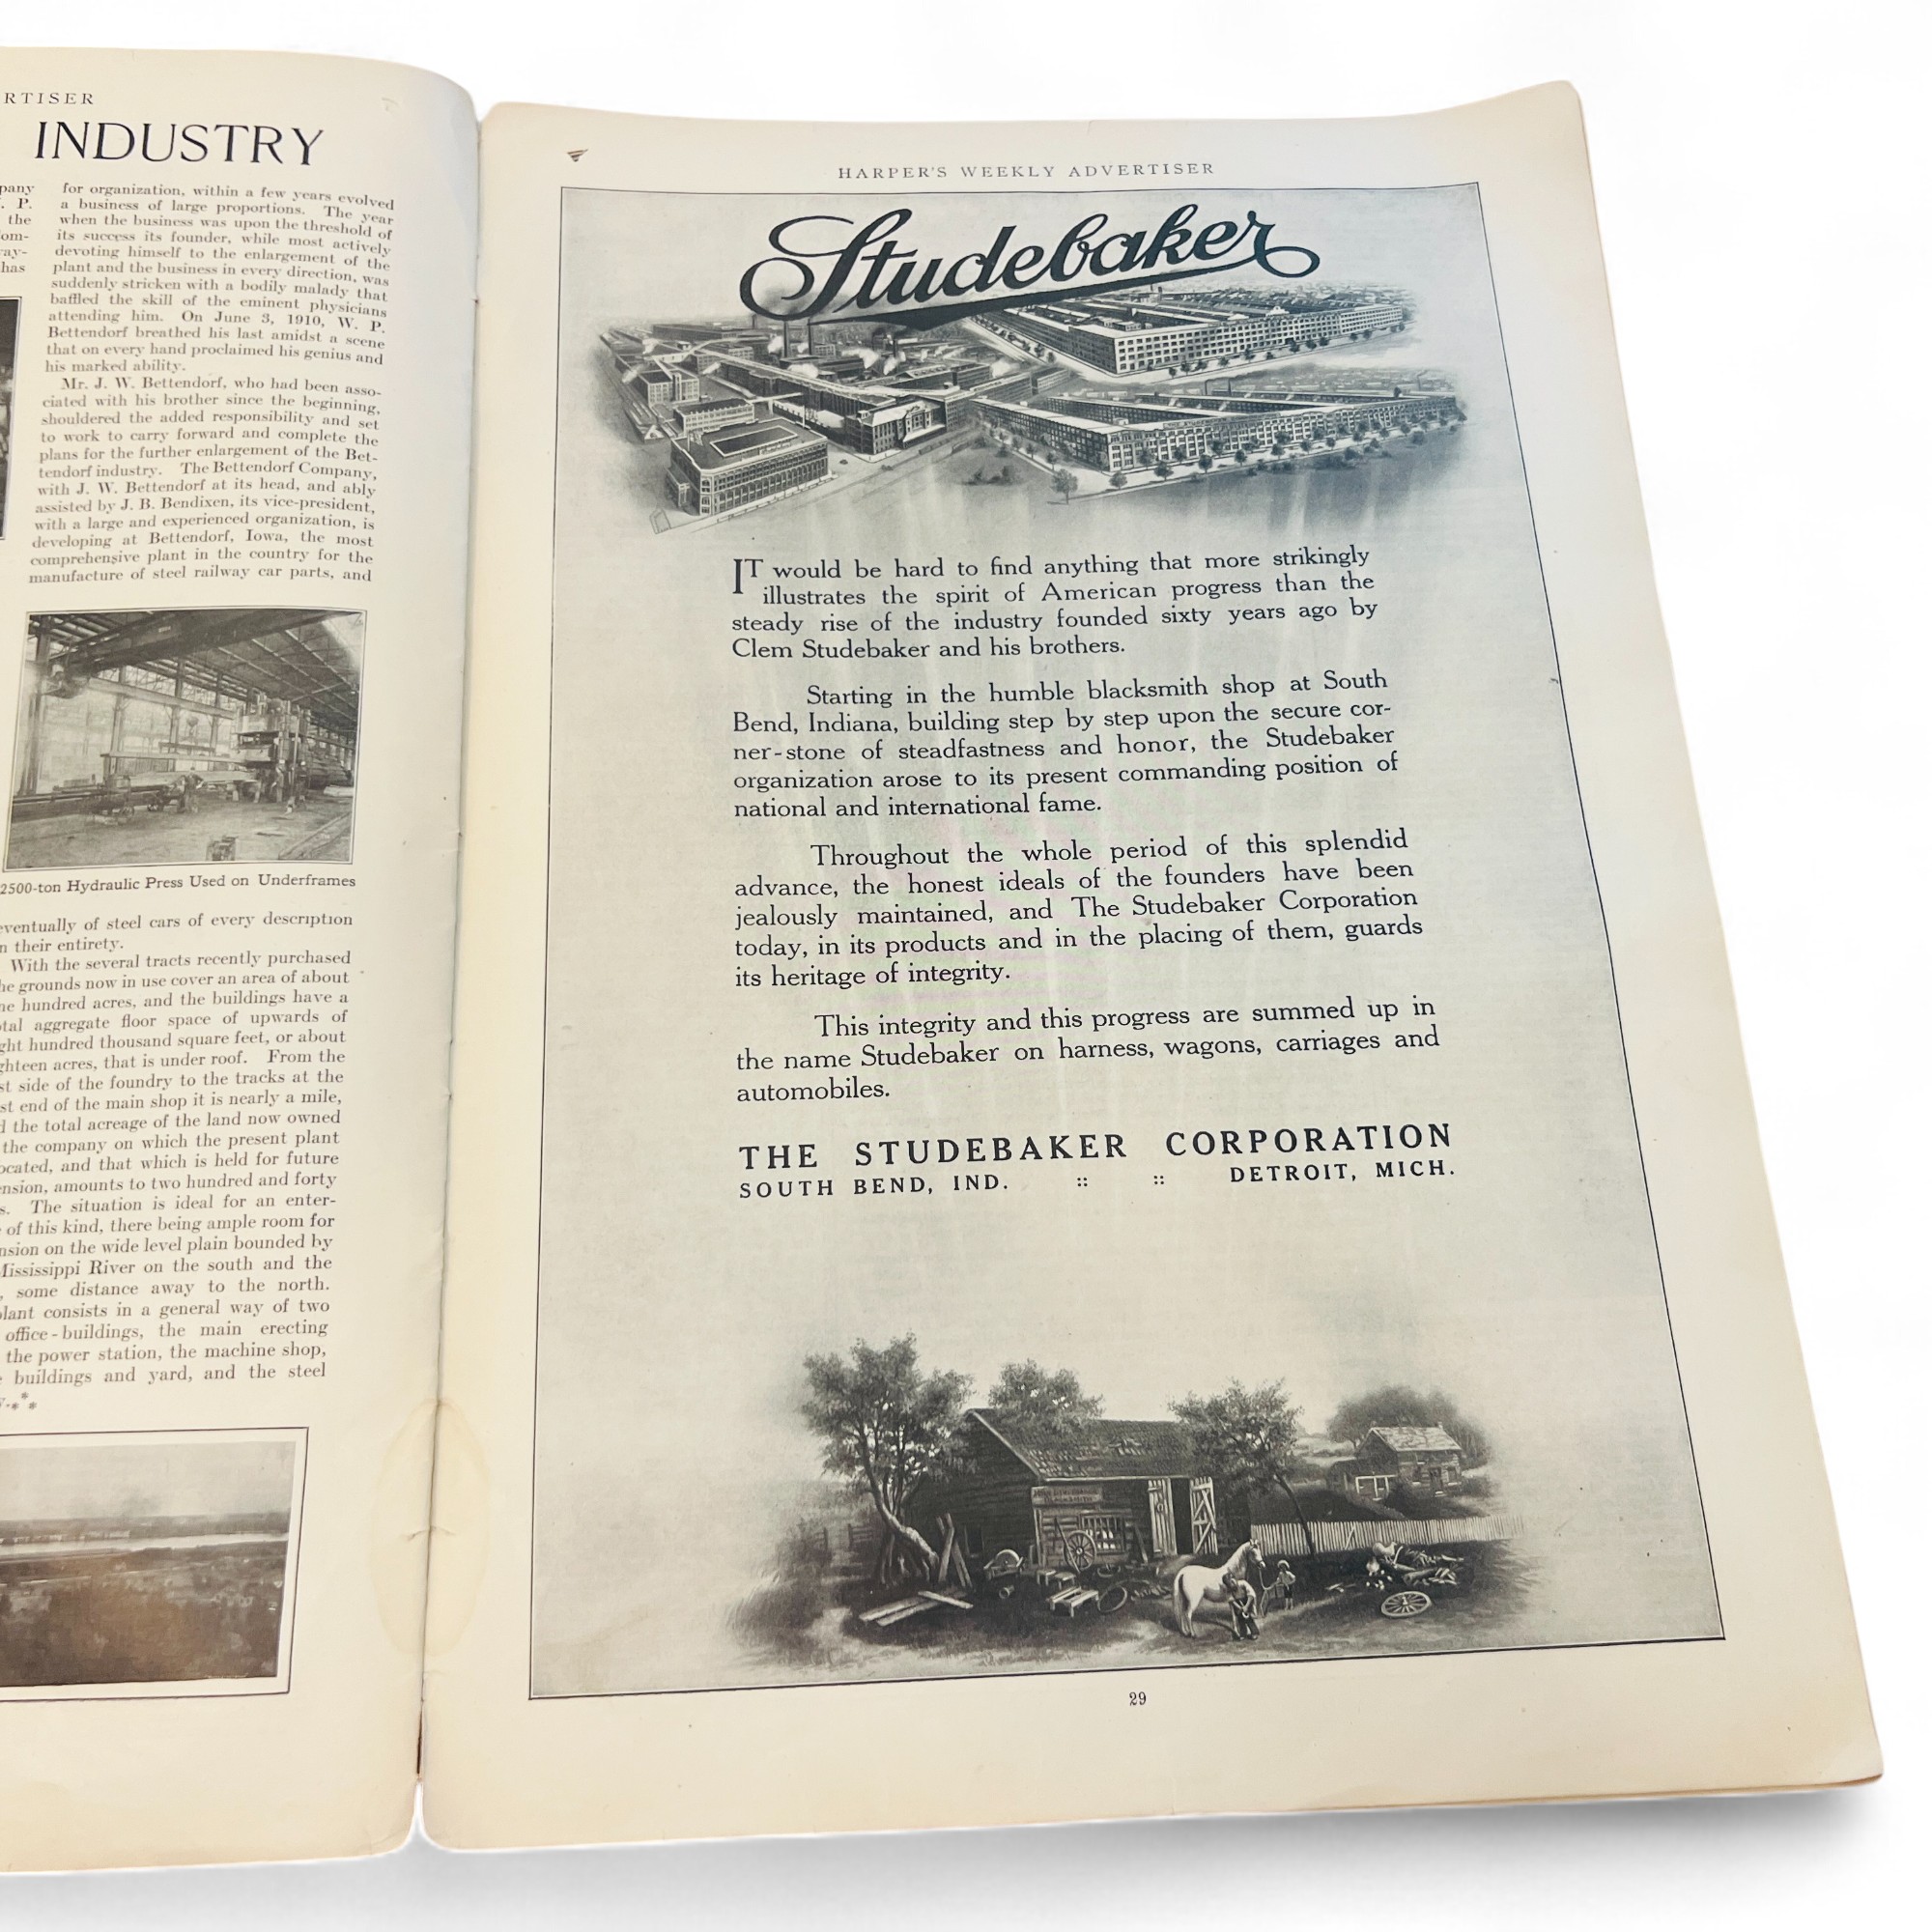 RTISER
INDUSTRY
pany
. P.
the
om-
ay-
has
for organization, within a few years evolved
a business of large proportions. The year
when the business was upon the threshold of
its success its founder, while most actively
devoting himself to the enlargement of the
plant and the business in every direction, was
suddenly stricken with a bodily malady that
baffled the skill of the eminent physicians
attending him. On June 3, 1910, W. P.
Bettendorf breathed his last amidst a scene
that on every hand proclaimed his genius and
his marked ability.
Mr. J. W. Bettendorf, who had been asso-
ciated with his brother since the beginning,
shouldered the added responsibility and set
to work to carry forward and complete the
plans for the further enlargement of the Bet-
tendorf industry. The Bettendorf Company,
with J. W. Bettendorf at its head, and ably
assisted by J. B. Bendixen, its vice-president,
with a large and experienced organization, is
developing at Bettendorf, Iowa, the most
comprehensive plant in the country for the
manufacture of steel railway car parts, and
2500-ton Hydraulic Press Used on Underframes
eventually of steel cars of every description
n their entirety.
With the several tracts recently purchased
he grounds now in use cover an area of about
ne hundred acres, and the buildings have a
otal aggregate floor space of upwards of
ght hundred thousand square feet, or about
ghteen acres, that is under roof. From the
st side of the foundry to the tracks at the
st end of the main shop it is nearly a mile,
d the total acreage of the land now owned
the company on which the present plant
ocated, and that which is held for future
ension, amounts to two hundred and forty
s. The situation is ideal for an enter-
of this kind, there being ample room for
nsion on the wide level plain bounded by
Mississippi River on the south and the
, some distance away to the north.
plant consists in a general way of two
office-buildings, the main erecting
the power station, the machine shop,
buildings and yard, and the steel
HARPER'S WEEKLY ADVERTISER
Studebaker
IT would be hard to find anything that more strikingly
illustrates the spirit of American progress than the
steady rise of the industry founded sixty years ago by
Clem Studebaker and his brothers.
Starting in the humble blacksmith shop at South
Bend, Indiana, building step by step upon the secure cor-
ner-stone of steadfastness and honor, the Studebaker
organization arose to its present commanding position of
national and international fame.
Throughout the whole period of this splendid
advance, the honest ideals of the founders have been
jealously maintained, and The Studebaker Corporation
today, in its products and in the placing of them, guards
its heritage of integrity.
This integrity and this progress are summed up in
the name Studebaker on harness, wagons, carriages and
automobiles.
THE STUDEBAKER CORPORATION
SOUTH BEND, IND. :: :: DETROIT, MICH.
29